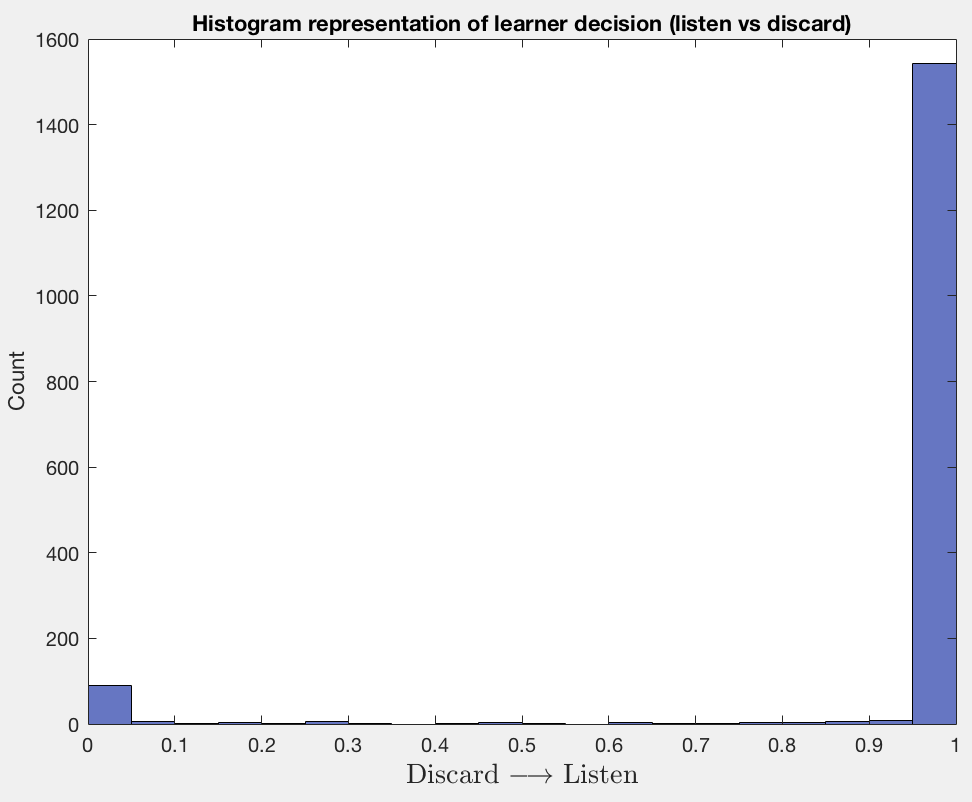 Histogram representation of learner decision (listen vs discard)
1600
1400
1200
1000
800
600
400
200
0
Count
0 0.1 0.2 0.3 0.4 0.5 0.6 0.7 0.8 0.9 1
Discard ⟶ Listen